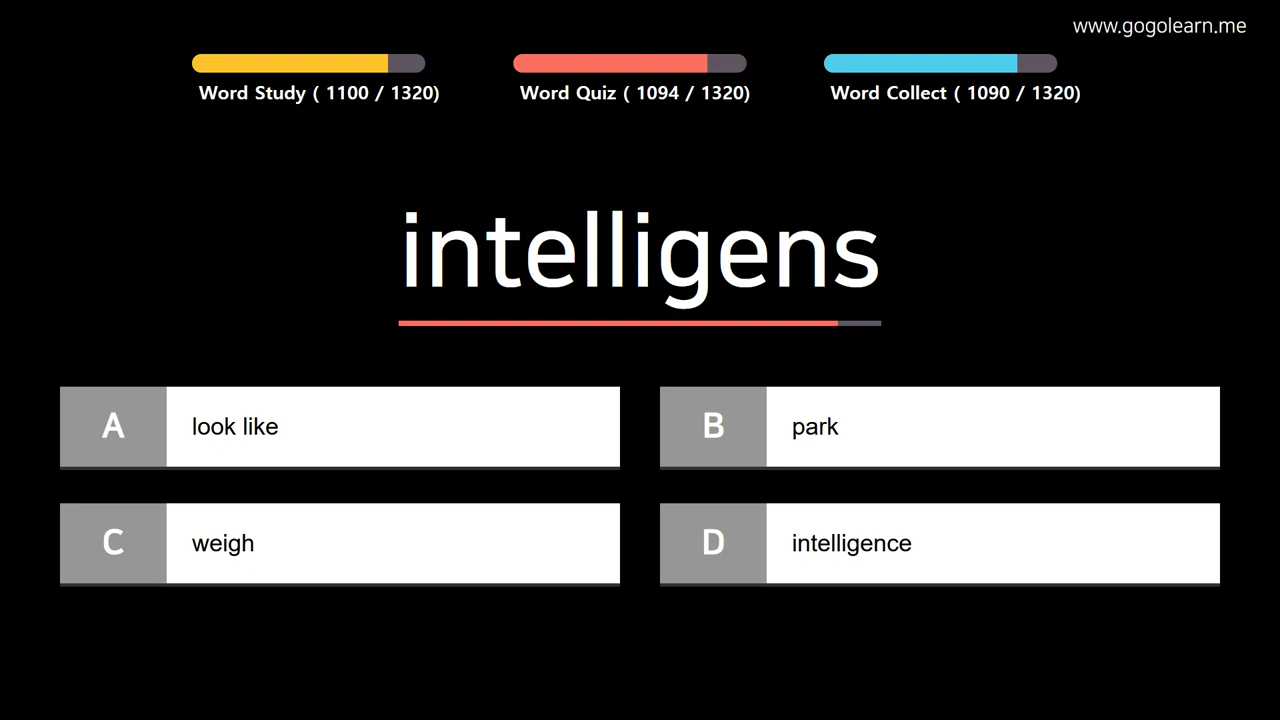 www.gogolearn.me
Word Study ( 1100 / 1320)
Word Quiz ( 1094 / 1320)
Word Collect ( 1090 / 1320)
intelligens
A look like
B park
C weigh
D intelligence